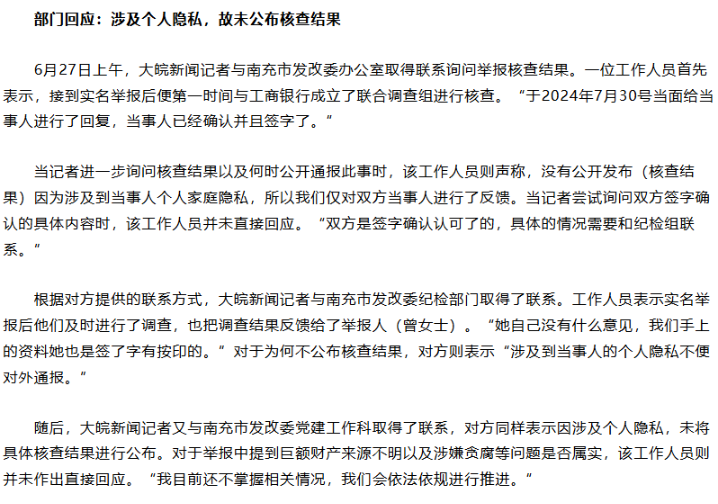 部门回应：涉及个人隐私，故未公布核查结果
6月27日上午，大皖新闻记者与南充市发改委办公室取得联系询问举报核查结果。一位工作人员首先
表示，接到实名举报后便第一时间与工商银行成立了联合调查组进行核查。“于2024年7月30号当面给当
事人进行了回复，当事人已经确认并且签字了。”
当记者进一步询问核查结果以及何时公开通报此事时，该工作人员则声称，没有公开发布（核查结
果）因为涉及到当事人个人家庭隐私，所以我们仅对双方当事人进行了反馈。当记者尝试询问双方签字确
认的具体内容时，该工作人员并未直接回应。“双方是签字确认认可了的，具体的情况需要和纪检组联
系。”
根据对方提供的联系方式，大皖新闻记者与南充市发改委纪检部门取得了联系。工作人员表示实名举
报后他们及时进行了调查，也把调查结果反馈给了举报人（曾女士）。“她自己没有什么意见，我们手上
的资料她也是签了字有按印的。”对于为何不公布核查结果，对方则表示“涉及到当事人的个人隐私不便
对外通报。”
随后，大皖新闻记者又与南充市发改委党建工作科取得了联系，对方同样表示因涉及个人隐私，未将
具体核查结果进行公布。对于举报中提到巨额财产来源不明以及涉嫌贪腐等问题是否属实，该工作人员则
并未作出直接回应。“我目前还不掌握相关情况，我们会依法依规进行推进。”